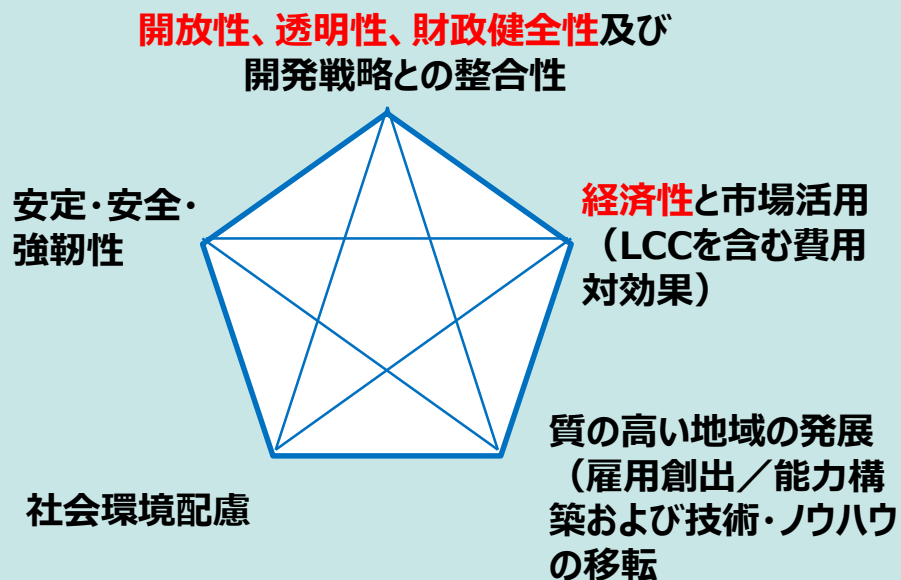 開放性、透明性、財政健全性及び
開発戦略との整合性
安定・安全・
強靭性
経済性と市場活用
（LCCを含む費用
対効果）
質の高い地域の発展
（雇用創出／能力構
築および技術・ノウハウ
の移転
社会環境配慮